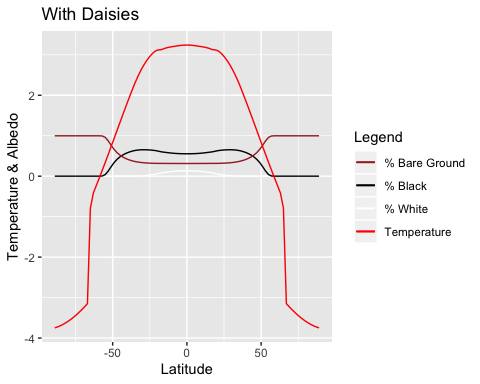 With Daisies
Temperature & Albedo
2
0
-2
-4
-50
0
50
Latitude
Legend
% Bare Ground
% Black
% White
Temperature